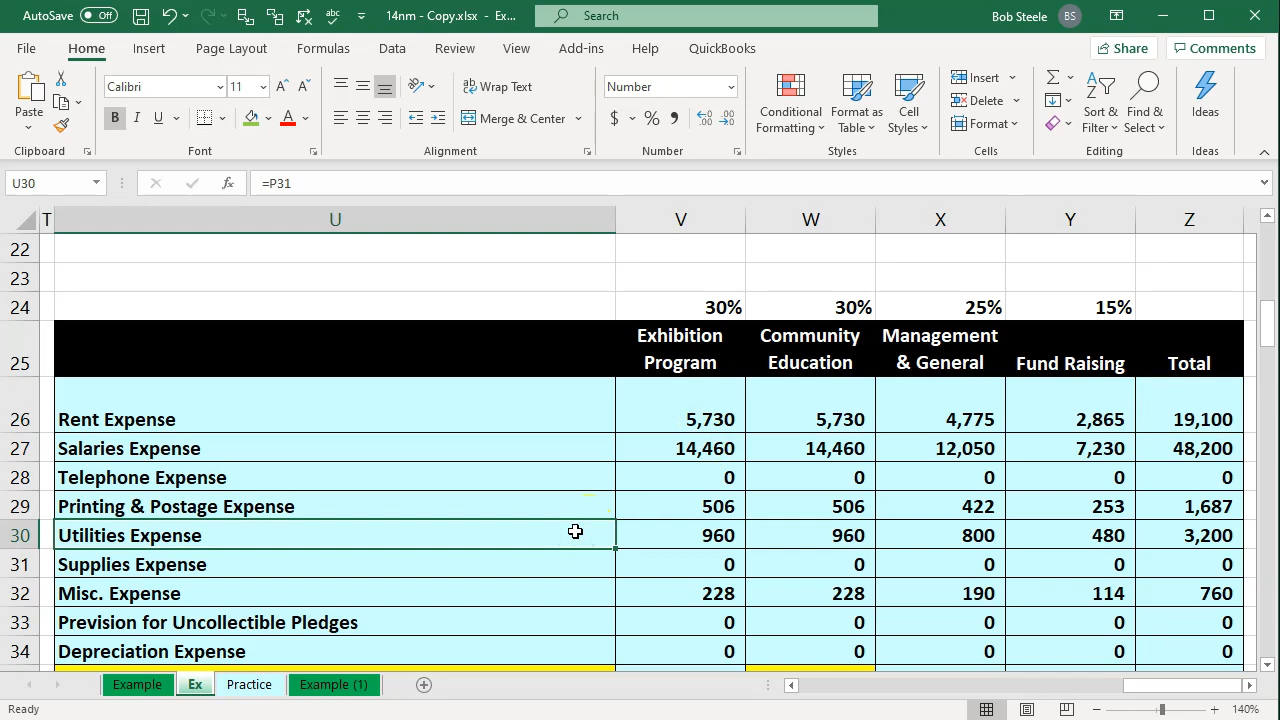 AutoSave Off 14nm - Copy.xlsx - Ex... Search Bob Steele BS
File Home Insert Page Layout Formulas Data Review View Add-ins Help QuickBooks Share Comments
Paste Calibri 11 Wrap Text Number Conditional Formatting Format as Table Cell Styles Insert Sort & Filter Find & Select Ideas
B I U Merge & Center $ % Delete
Format
Clipboard Font Alignment Number Styles Cells Editing Ideas
U30 fx =P31
T U V W X Y Z
22
23
24 30% 30% 25% 15%
25 Exhibition Program Community Education Management & General Fund Raising Total
26 Rent Expense 5,730 5,730 4,775 2,865 19,100
27 Salaries Expense 14,460 14,460 12,050 7,230 48,200
28 Telephone Expense 0 0 0 0 0
29 Printing & Postage Expense 506 506 422 253 1,687
30 Utilities Expense 960 960 800 480 3,200
31 Supplies Expense 0 0 0 0 0
32 Misc. Expense 228 228 190 114 760
33 Prevision for Uncollectible Pledges 0 0 0 0 0
34 Depreciation Expense 0 0 0 0 0
Example Ex Practice Example (1)
Ready 140%